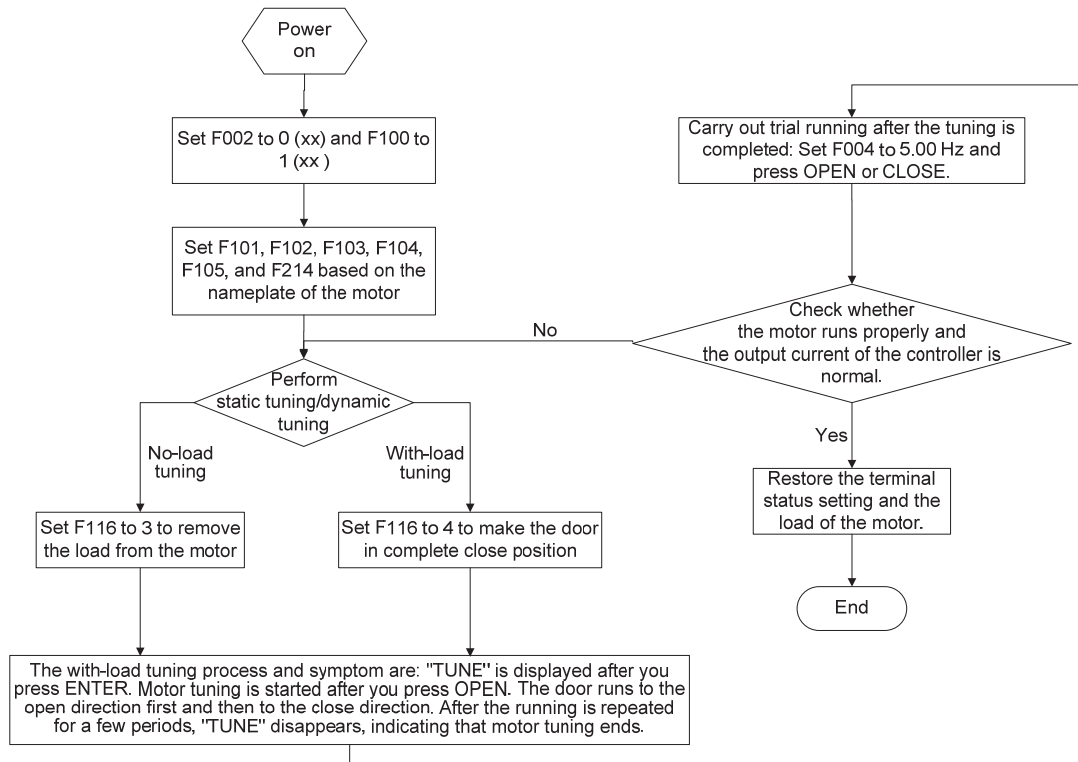 Power
on
Set F002 to 0 (xx) and F100 to
1 (xx )
Set F101, F102, F103, F104,
F105, and F214 based on the
nameplate of the motor
Perform
static tuning/dynamic
tuning
No-load
tuning
With-load
tuning
Set F116 to 3 to remove
the load from the motor
Set F116 to 4 to make the door
in complete close position
The with-load tuning process and symptom are: "TUNE" is displayed after you
press ENTER. Motor tuning is started after you press OPEN. The door runs to the
open direction first and then to the close direction. After the running is repeated
for a few periods, "TUNE" disappears, indicating that motor tuning ends.
Carry out trial running after the tuning is
completed: Set F004 to 5.00 Hz and
press OPEN or CLOSE.
Check whether
the motor runs properly and
the output current of the controller is
normal.
No
Yes
Restore the terminal
status setting and the
load of the motor.
End